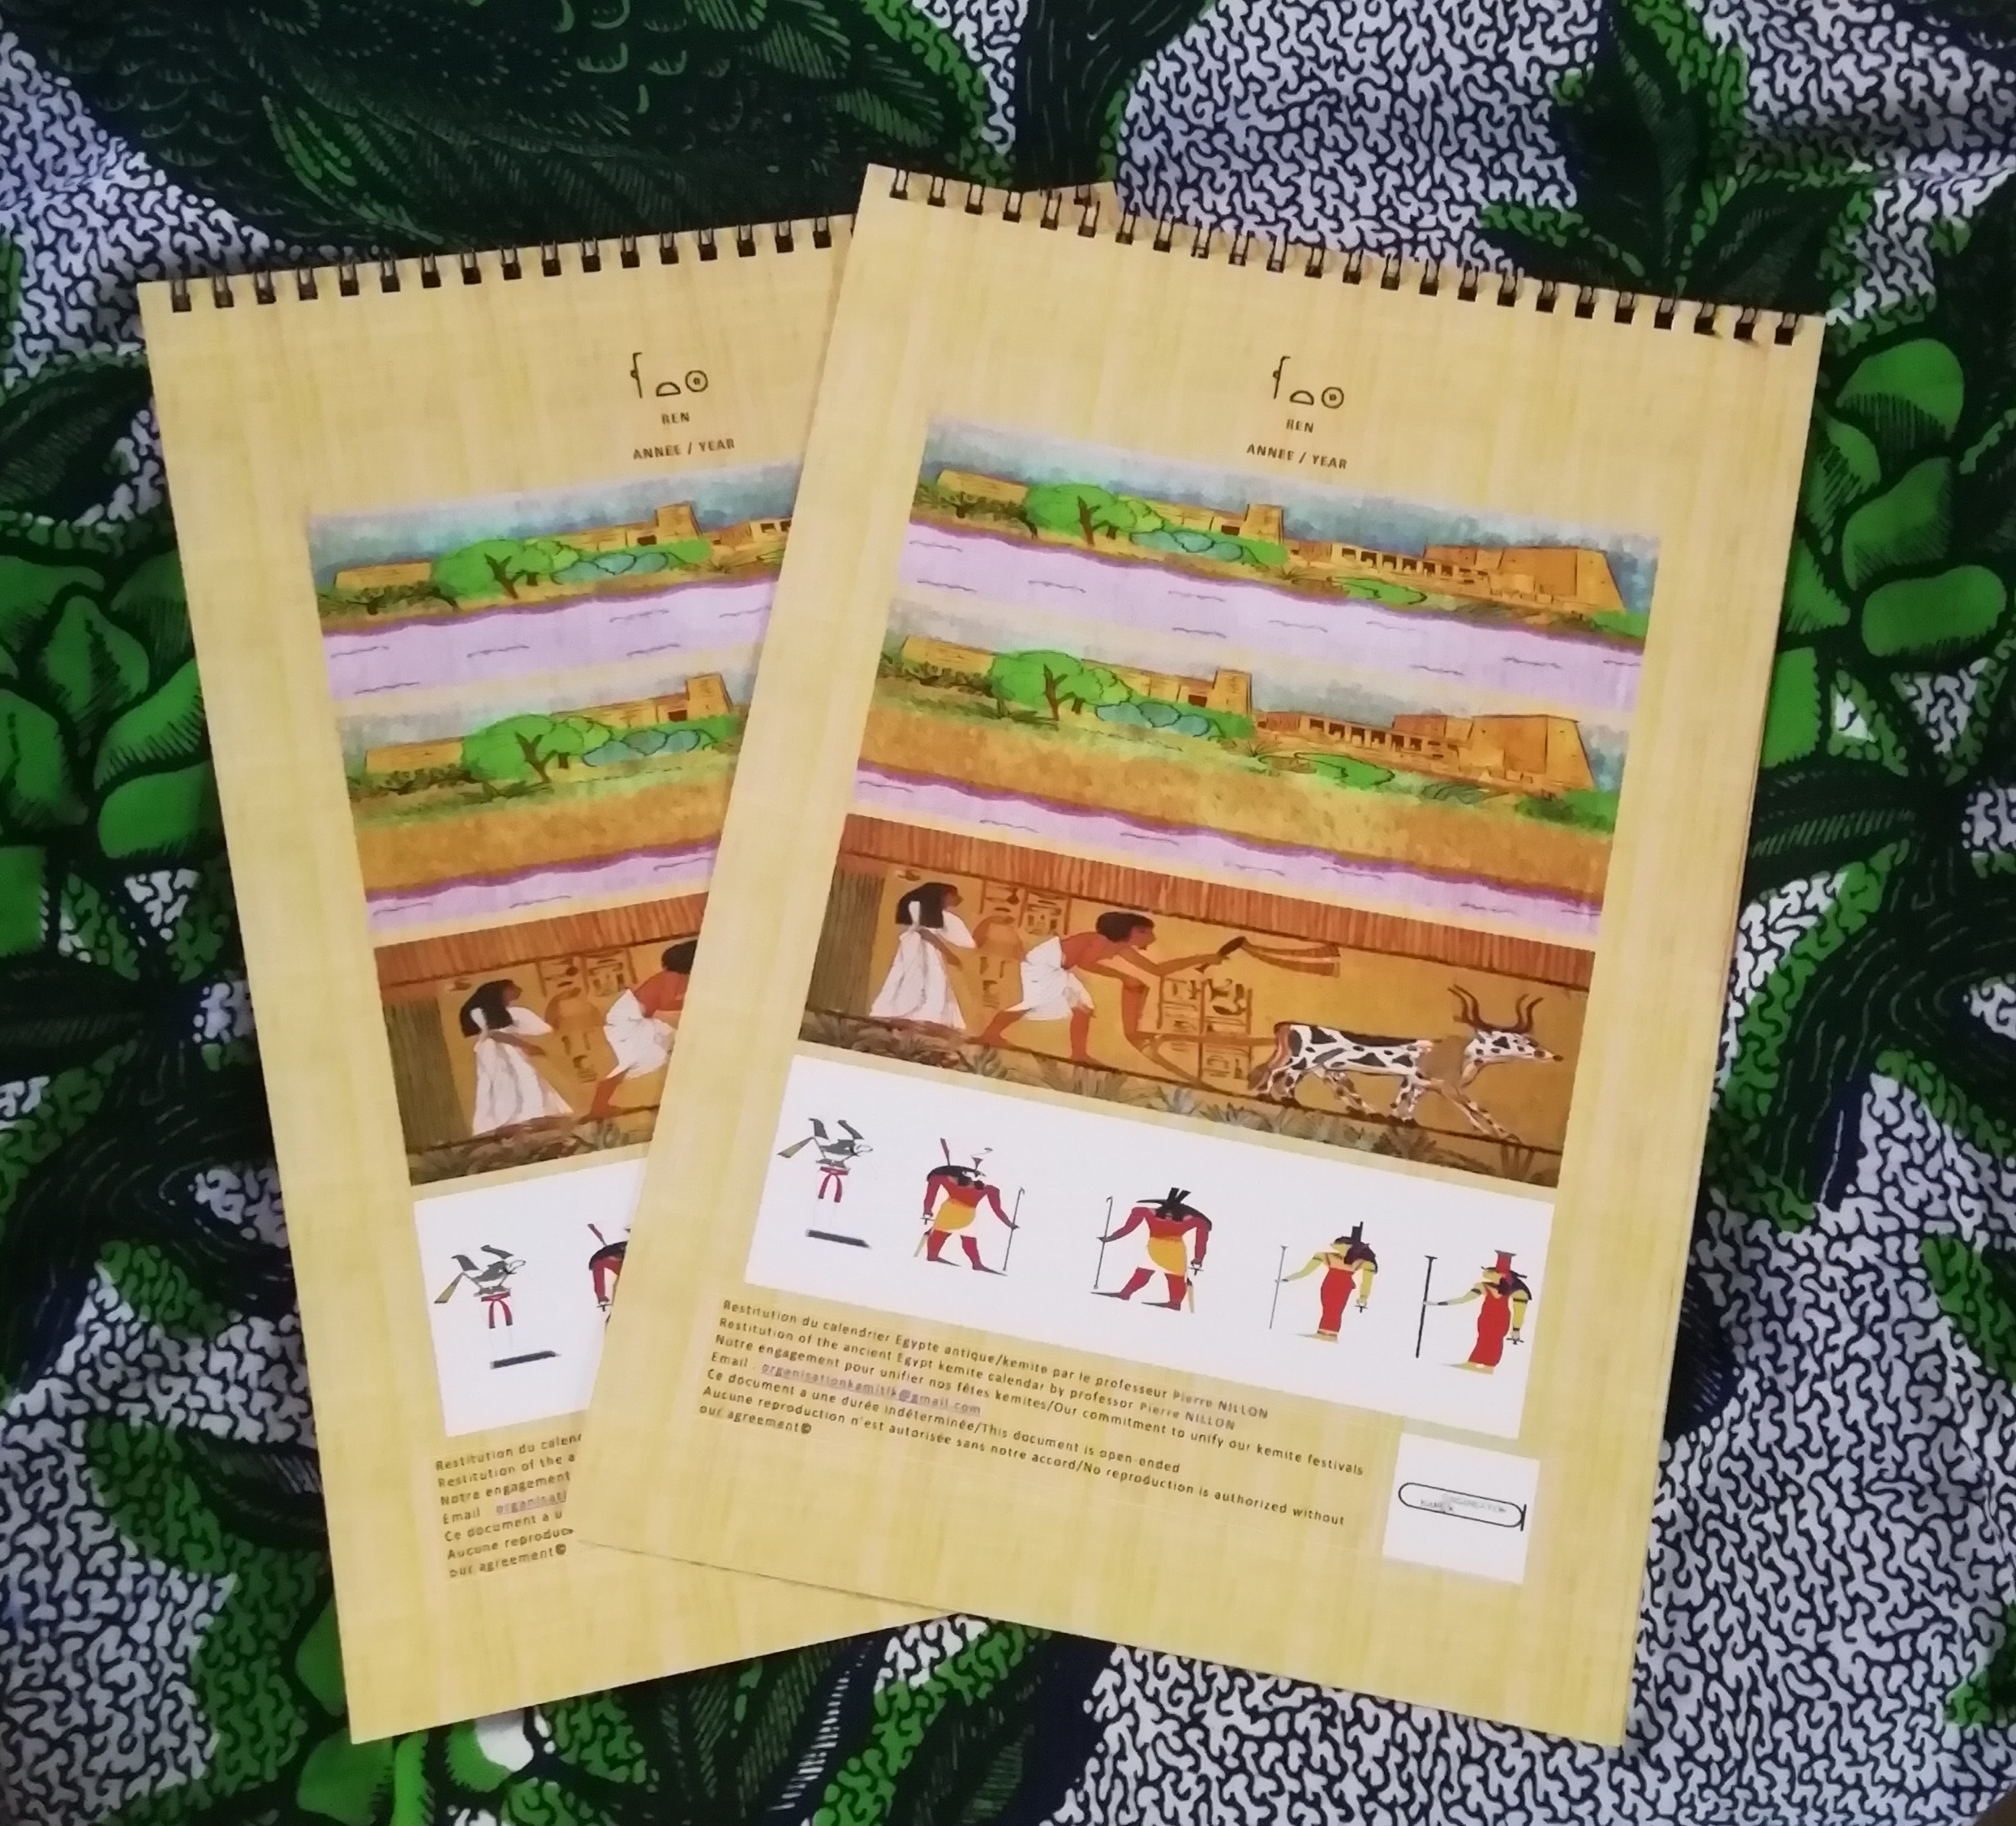 REN
ANNEE / YEAR
Restitution du calen
Restitution of the a
Notre engagement
Email : organisati
Ce document a u
Aucune reproduc
our agreement©
REN
ANNEE / YEAR
Restitution du calendrier Egypte antique/kemite par le professeur Pierre NILLON
Restitution of the ancient Egypt kemite calendar by professor Pierre NILLON
Notre engagement pour unifier nos fêtes kemites/Our commitment to unify our kemite festivals
Email : organisationkamitik@gmail.com
Ce document a une durée indéterminée/This document is open-ended
Aucune reproduction n'est autorisée sans notre accord/No reproduction is authorized without
our agreement©